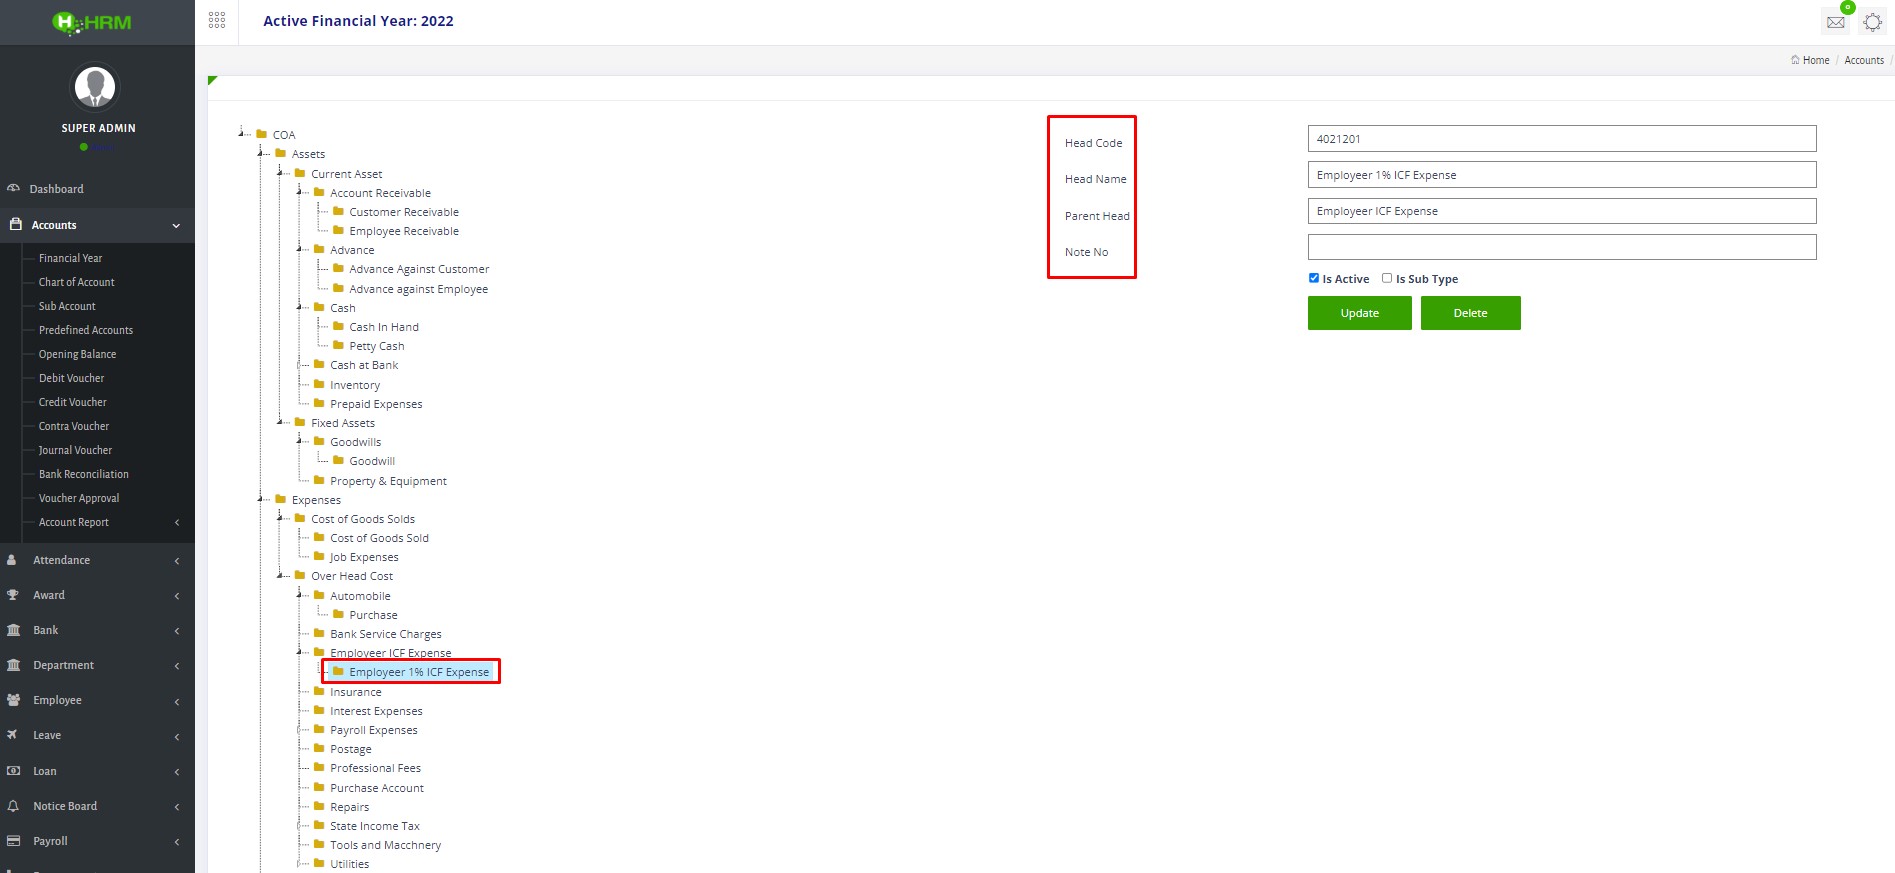 HRM
Active Financial Year: 2022
0
Home / Accounts /
SUPER ADMIN
Dashboard
Accounts
Financial Year
Chart of Account
Sub Account
Predefined Accounts
Opening Balance
Debit Voucher
Credit Voucher
Contra Voucher
Journal Voucher
Bank Reconciliation
Voucher Approval
Account Report
Attendance
Award
Bank
Department
Employee
Leave
Loan
Notice Board
Payroll
COA
Assets
Current Asset
Account Receivable
Customer Receivable
Employee Receivable
Advance
Advance Against Customer
Advance against Employee
Cash
Cash In Hand
Petty Cash
Cash at Bank
Inventory
Prepaid Expenses
Fixed Assets
Goodwills
Goodwill
Property & Equipment
Expenses
Cost of Goods Solds
Cost of Goods Sold
Job Expenses
Over Head Cost
Automobile
Purchase
Bank Service Charges
Employeer ICF Expense
Employeer 1% ICF Expense
Insurance
Interest Expenses
Payroll Expenses
Postage
Professional Fees
Purchase Account
Repairs
State Income Tax
Tools and Macchnery
Utilities
Head Code 4021201
Head Name Employeer 1% ICF Expense
Parent Head Employeer ICF Expense
Note No
Is Active Is Sub Type
Update Delete